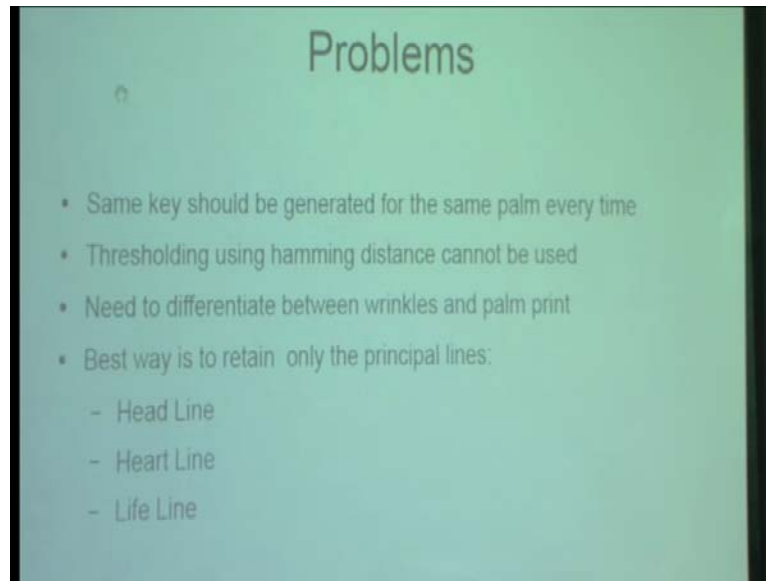 Problems
• Same key should be generated for the same palm every time
• Thresholding using hamming distance cannot be used
• Need to differentiate between wrinkles and palm print
• Best way is to retain only the principal lines:
– Head Line
– Heart Line
– Life Line